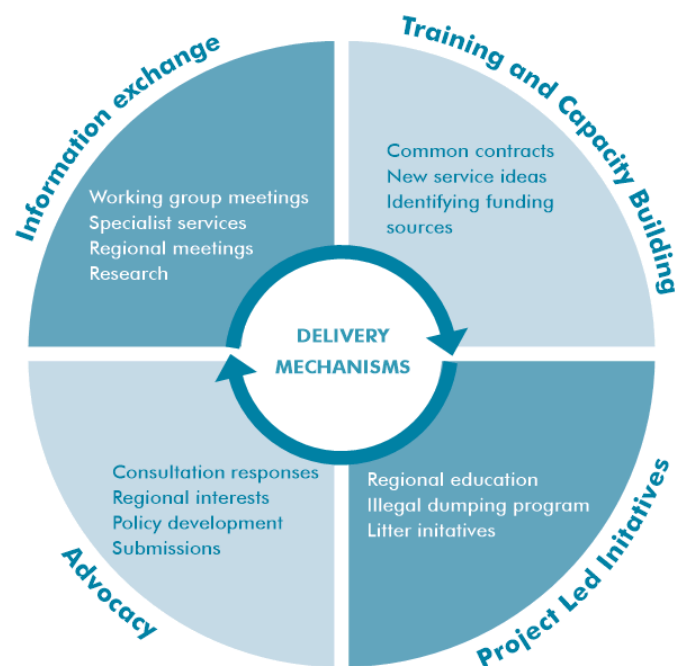 Information exchange
Working group meetings
Specialist services
Regional meetings
Research
Training and Capacity Building
Common contracts
New service ideas
Identifying funding
sources
DELIVERY
MECHANISMS
Advocacy
Consultation responses
Regional interests
Policy development
Submissions
Project Led Initatives
Regional education
Illegal dumping program
Litter initatives